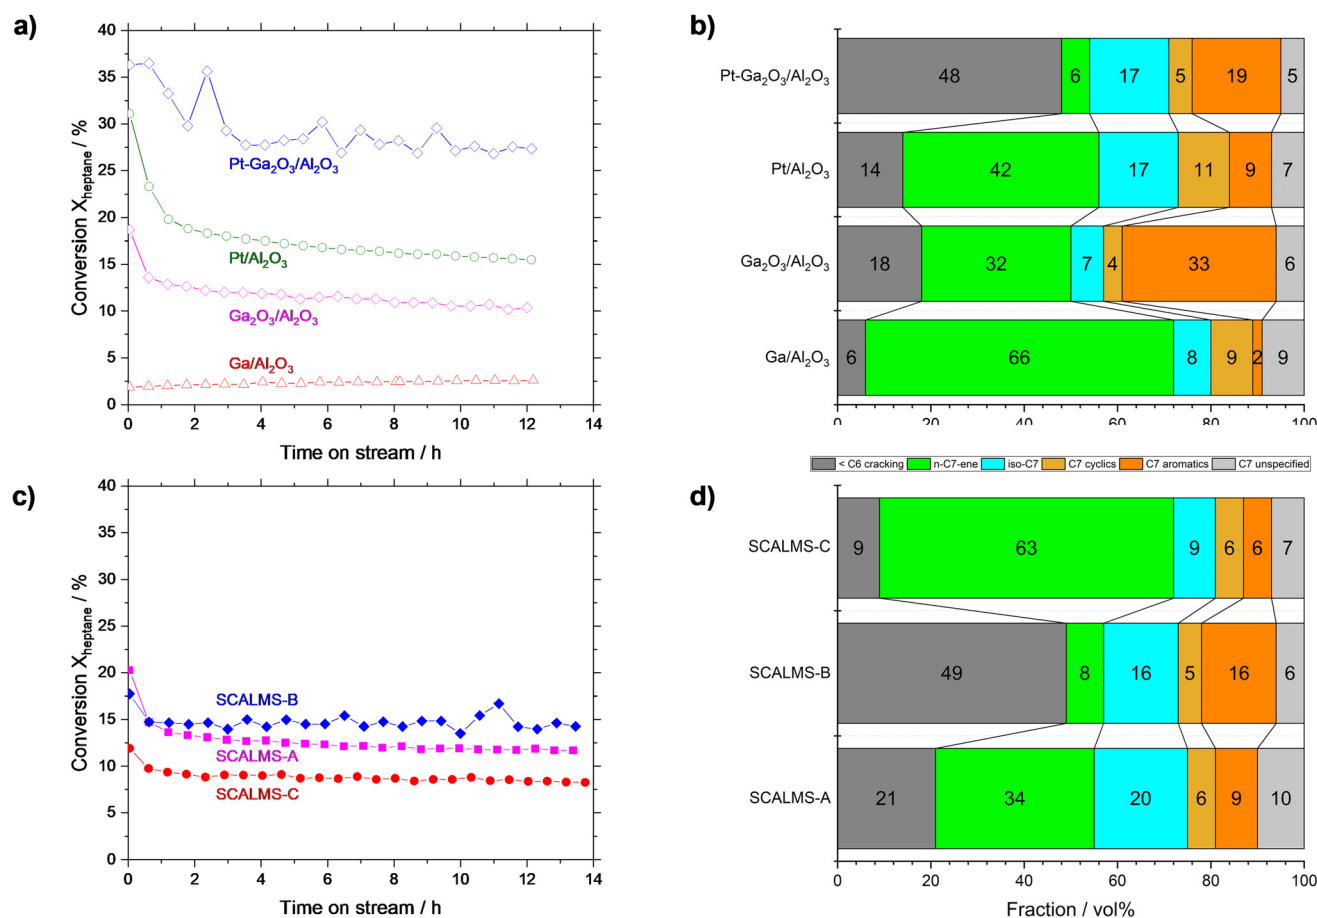 a)
40
35
30
25
20
15
10
5
0
Conversion X_heptane / %
Pt-Ga₂O₃/Al₂O₃
Pt/Al₂O₃
Ga₂O₃/Al₂O₃
Ga/Al₂O₃
0 2 4 6 8 10 12 14
Time on stream / h
b)
Pt-Ga₂O₃/Al₂O₃ 48 6 17 5 19 5
Pt/Al₂O₃ 14 42 17 11 9 7
Ga₂O₃/Al₂O₃ 18 32 7 4 33 6
Ga/Al₂O₃ 6 66 8 9 2 9
0 20 40 60 80 100
< C6 cracking n-C7-ene iso-C7 C7 cyclics C7 aromatics C7 unspecified
c)
40
35
30
25
20
15
10
5
0
Conversion X_heptane / %
SCALMS-B
SCALMS-A
SCALMS-C
0 2 4 6 8 10 12 14
Time on stream / h
d)
SCALMS-C 9 63 9 6 6 7
SCALMS-B 49 8 16 5 16 6
SCALMS-A 21 34 20 6 9 10
0 20 40 60 80 100
Fraction / vol%